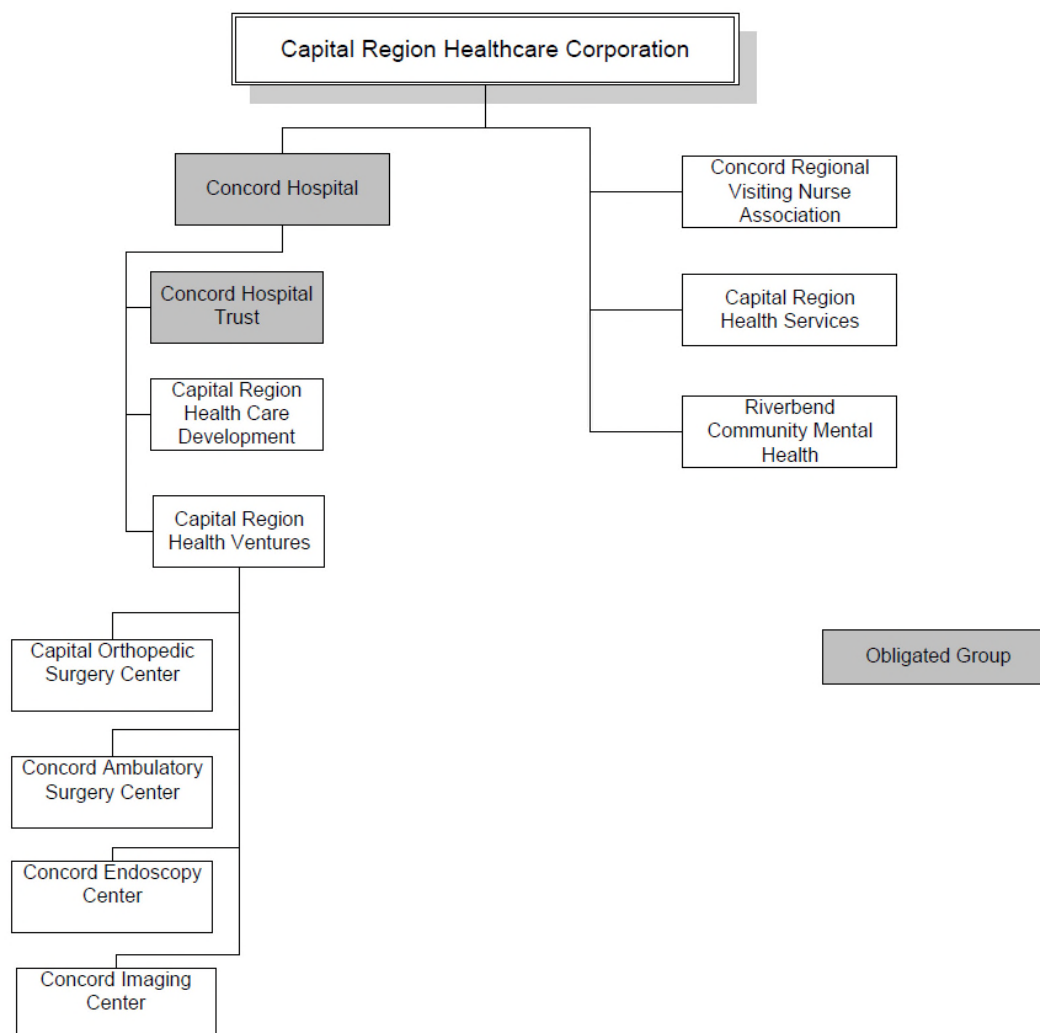 Capital Region Healthcare Corporation
Concord Hospital
Concord Regional
Visiting Nurse
Association
Concord Hospital
Trust
Capital Region
Health Services
Capital Region
Health Care
Development
Riverbend
Community Mental
Health
Capital Region
Health Ventures
Capital Orthopedic
Surgery Center
Obligated Group
Concord Ambulatory
Surgery Center
Concord Endoscopy
Center
Concord Imaging
Center